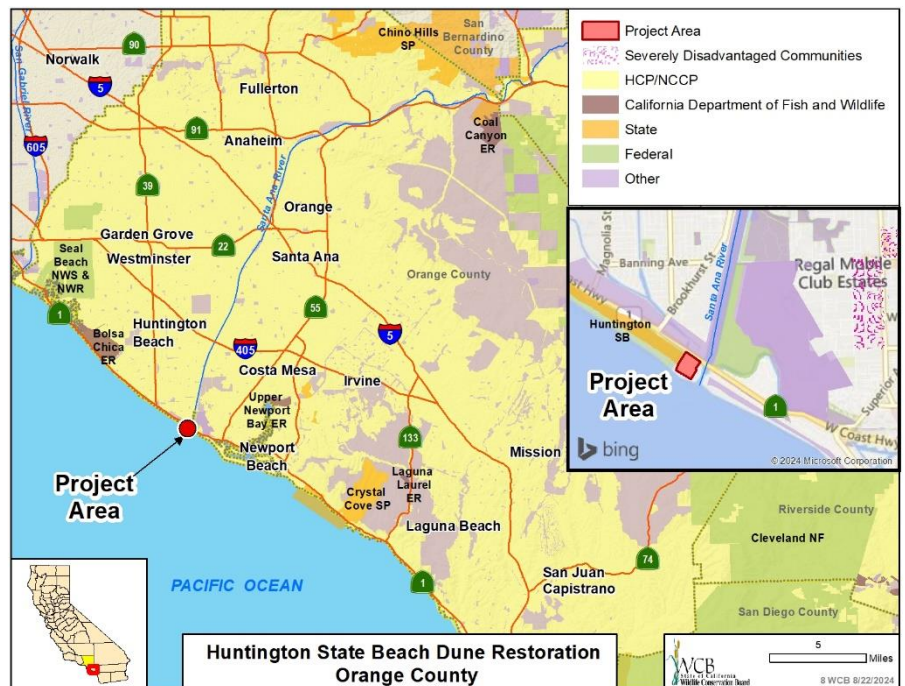 90
Norwalk
San Gabriel River
5
605
Fullerton
91
Anaheim
39
Santa Ana River
Orange
Garden Grove
22
Westminster
Santa Ana
Seal
Beach
NWS &
NWR
1
Bolsa
Chica
ER
Huntington
Beach
55
405
5
Costa Mesa
Irvine
Upper
Newport
Bay ER
133
Newport
Beach
Mission
Laguna
Laurel
ER
Crystal
Cove SP
Laguna Beach
Project
Area
1
San Juan
Capistrano
74
PACIFIC OCEAN
Chino Hills
SP
San
Bernardino
County
Coal
Canyon
ER
Orange County
Riverside County
Cleveland NF
San Diego County
Project Area
Severely Disadvantaged Communities
HCP/NCCP
California Department of Fish and Wildlife
State
Federal
Other
Magnolia St
Banning Ave
Brookhurst St
Santa Ana River
Regal Mobile
Club Estates
W
Coast Hwy
1
Huntington
SB
Project
Area
Superior A
1
W Coast Hwy
bing
© 2024 Microsoft Corporation
Huntington State Beach Dune Restoration
Orange County
WCB
State of California
Wildlife Conservation Board
5
Miles
8 WCB 8/22/2024